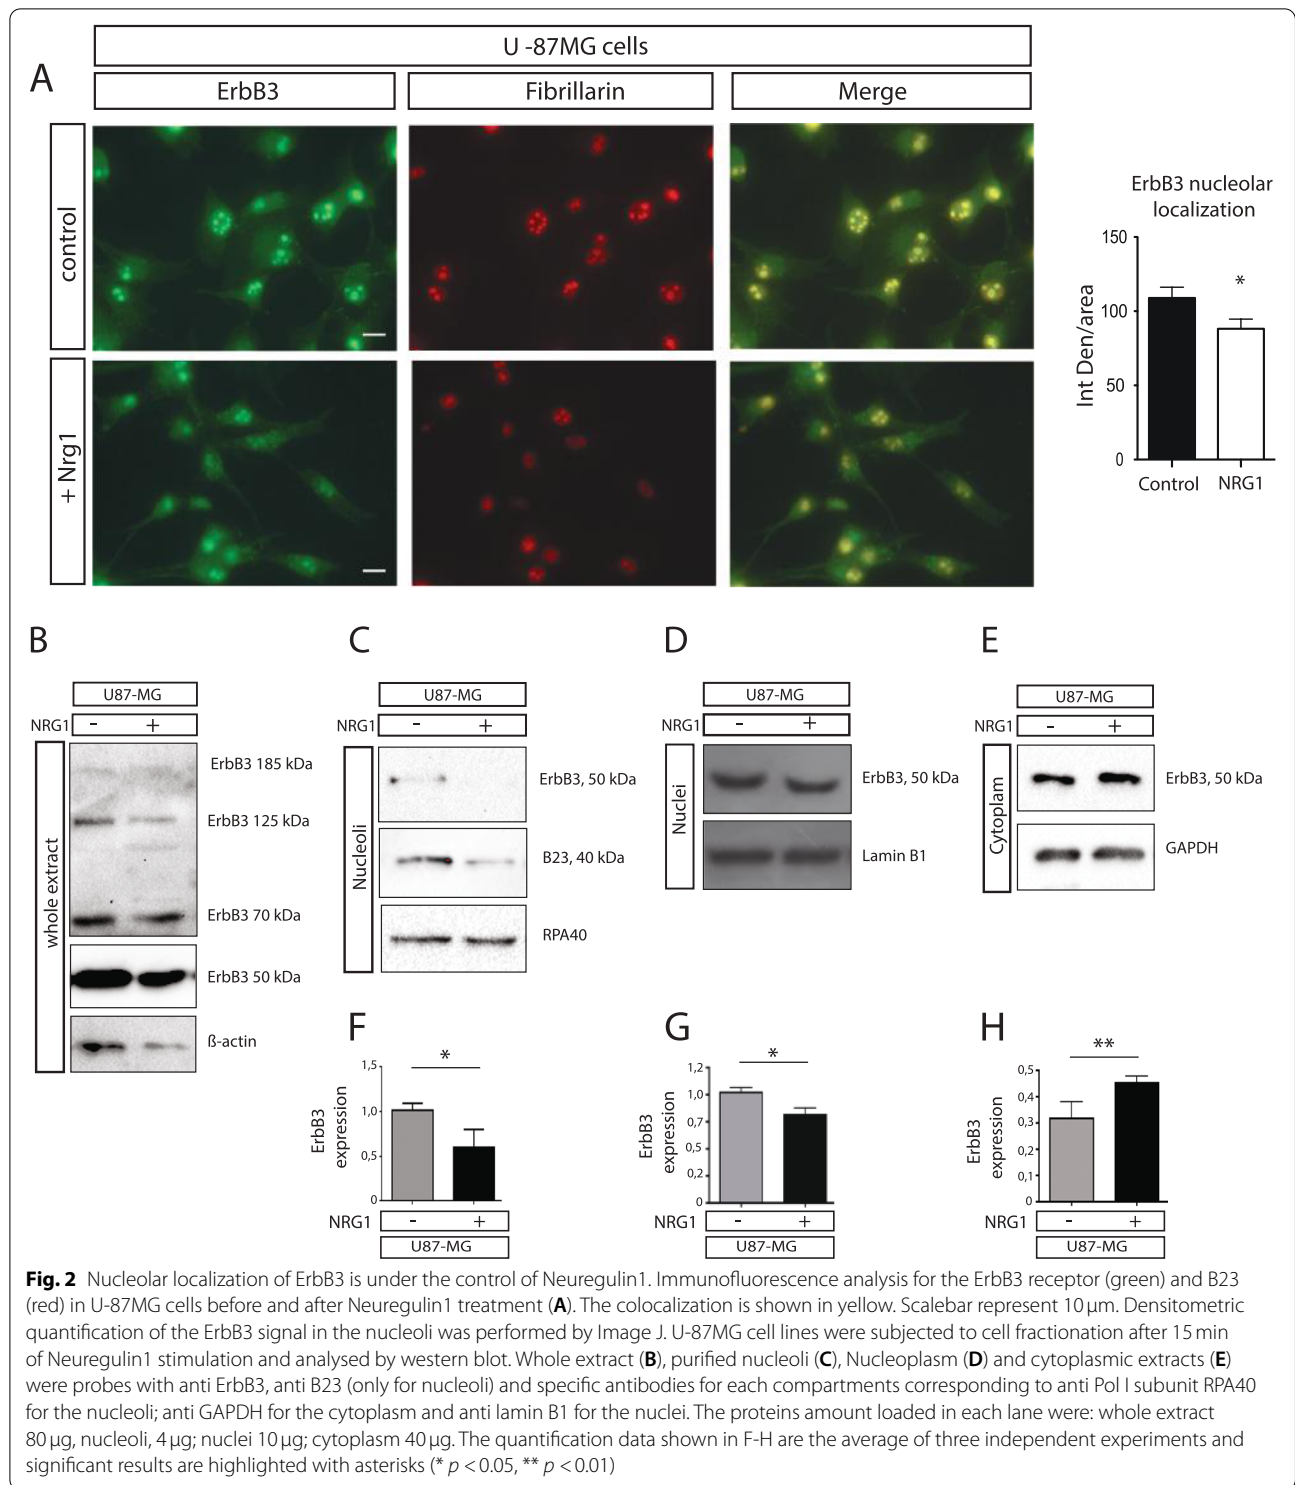 A
U -87MG cells
ErbB3
Fibrillarin
Merge
control
+ Nrg1
ErbB3 nucleolar
localization
Int Den/area
150
100
50
0
*
Control
NRG1
B
U87-MG
NRG1
-
+
whole extract
ErbB3 185 kDa
ErbB3 125 kDa
ErbB3 70 kDa
ErbB3 50 kDa
ß-actin
C
U87-MG
NRG1
-
+
Nucleoli
ErbB3, 50 kDa
B23, 40 kDa
RPA40
D
U87-MG
NRG1
-
+
Nuclei
ErbB3, 50 kDa
Lamin B1
E
U87-MG
NRG1
-
+
Cytoplam
ErbB3, 50 kDa
GAPDH
F
*
ErbB3
expression
1,5
1,0
0,5
0
NRG1
-
+
U87-MG
G
*
ErbB3
expression
1,2
1,0
0,7
0,5
0,2
0
NRG1
-
+
U87-MG
H
**
ErbB3
expression
0,5
0,4
0,3
0,2
0,1
0
NRG1
-
+
U87-MG
Fig. 2 Nucleolar localization of ErbB3 is under the control of Neuregulin1. Immunofluorescence analysis for the ErbB3 receptor (green) and B23
(red) in U-87MG cells before and after Neuregulin1 treatment (A). The colocalization is shown in yellow. Scalebar represent 10 μm. Densitometric
quantification of the ErbB3 signal in the nucleoli was performed by Image J. U-87MG cell lines were subjected to cell fractionation after 15 min
of Neuregulin1 stimulation and analysed by western blot. Whole extract (B), purified nucleoli (C), Nucleoplasm (D) and cytoplasmic extracts (E)
were probes with anti ErbB3, anti B23 (only for nucleoli) and specific antibodies for each compartments corresponding to anti Pol I subunit RPA40
for the nucleoli; anti GAPDH for the cytoplasm and anti lamin B1 for the nuclei. The proteins amount loaded in each lane were: whole extract
80 μg, nucleoli, 4 μg; nuclei 10 μg; cytoplasm 40 μg. The quantification data shown in F-H are the average of three independent experiments and
significant results are highlighted with asterisks (* p < 0.05, ** p < 0.01)